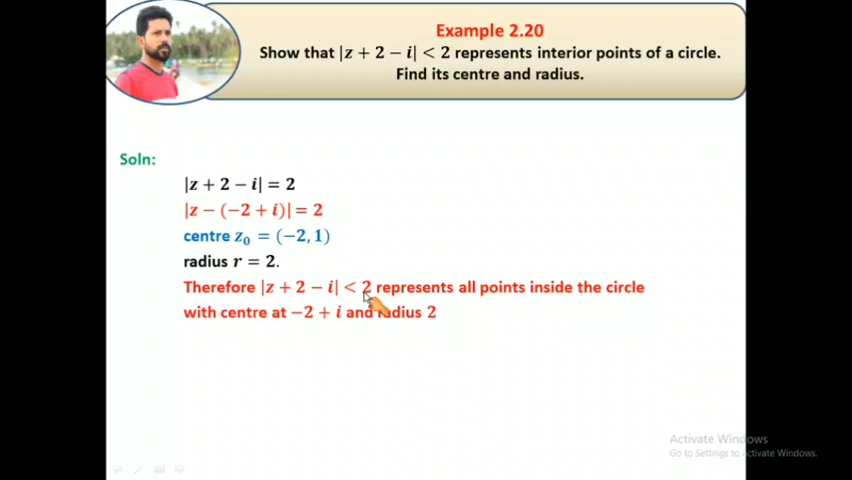 Example 2.20
Show that |z + 2 − i| < 2 represents interior points of a circle.
Find its centre and radius.
Soln:
|z + 2 − i| = 2
|z − (−2 + i)| = 2
centre z₀ = (−2, 1)
radius r = 2.
Therefore |z + 2 − i| < 2 represents all points inside the circle
with centre at −2 + i and radius 2
Activate Windows
Go to Settings to Activate Windows.